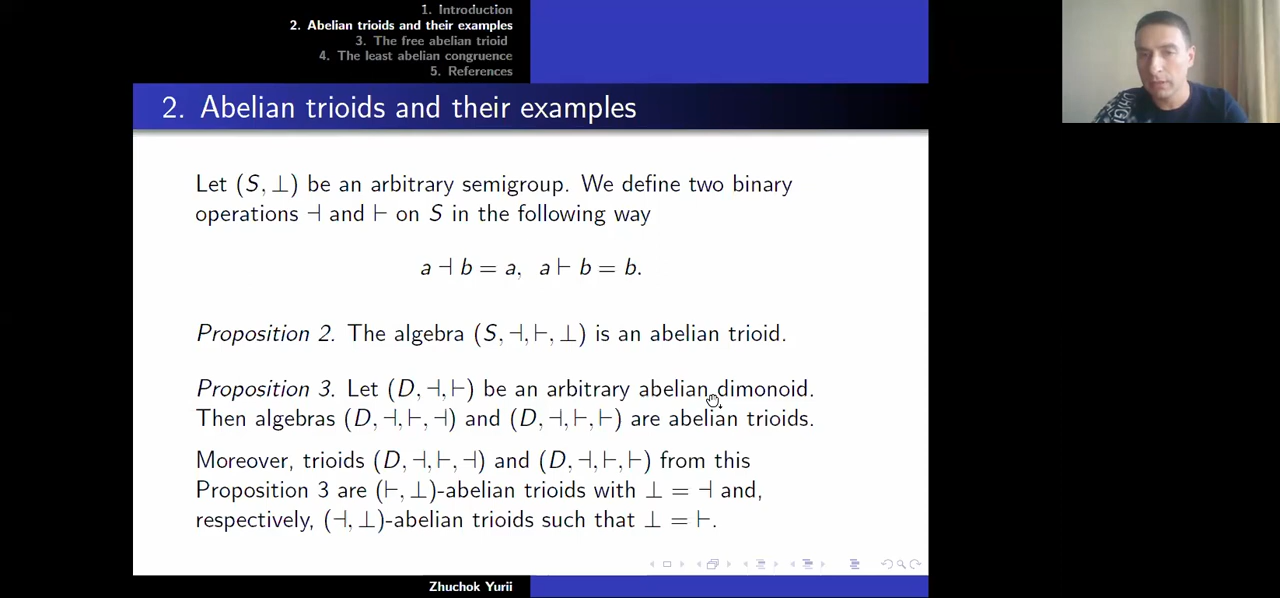 1. Introduction
2. Abelian trioids and their examples
3. The free abelian trioid
4. The least abelian congruence
5. References
2. Abelian trioids and their examples
Let (S, ⊥) be an arbitrary semigroup. We define two binary
operations ⊣ and ⊢ on S in the following way
a ⊣ b = a, a ⊢ b = b.
Proposition 2. The algebra (S, ⊣, ⊢, ⊥) is an abelian trioid.
Proposition 3. Let (D, ⊣, ⊢) be an arbitrary abelian dimonoid.
Then algebras (D, ⊣, ⊢, ⊣) and (D, ⊣, ⊢, ⊢) are abelian trioids.
Moreover, trioids (D, ⊣, ⊢, ⊣) and (D, ⊣, ⊢, ⊢) from this
Proposition 3 are (⊢, ⊥)-abelian trioids with ⊥ = ⊣ and,
respectively, (⊣, ⊥)-abelian trioids such that ⊥ = ⊢.
Zhuchok Yurii